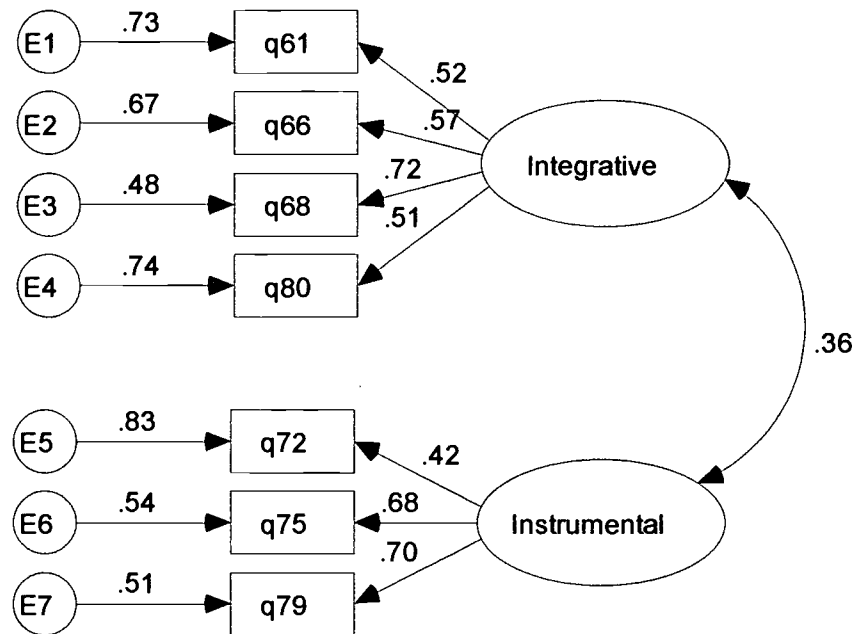 E1 .73 q61 .52
E2 .67 q66 .57
Integrative
E3 .48 q68 .72
.51
E4 .74 q80
.36
E5 .83 q72 .42
E6 .54 q75 .68 Instrumental
.70
E7 .51 q79